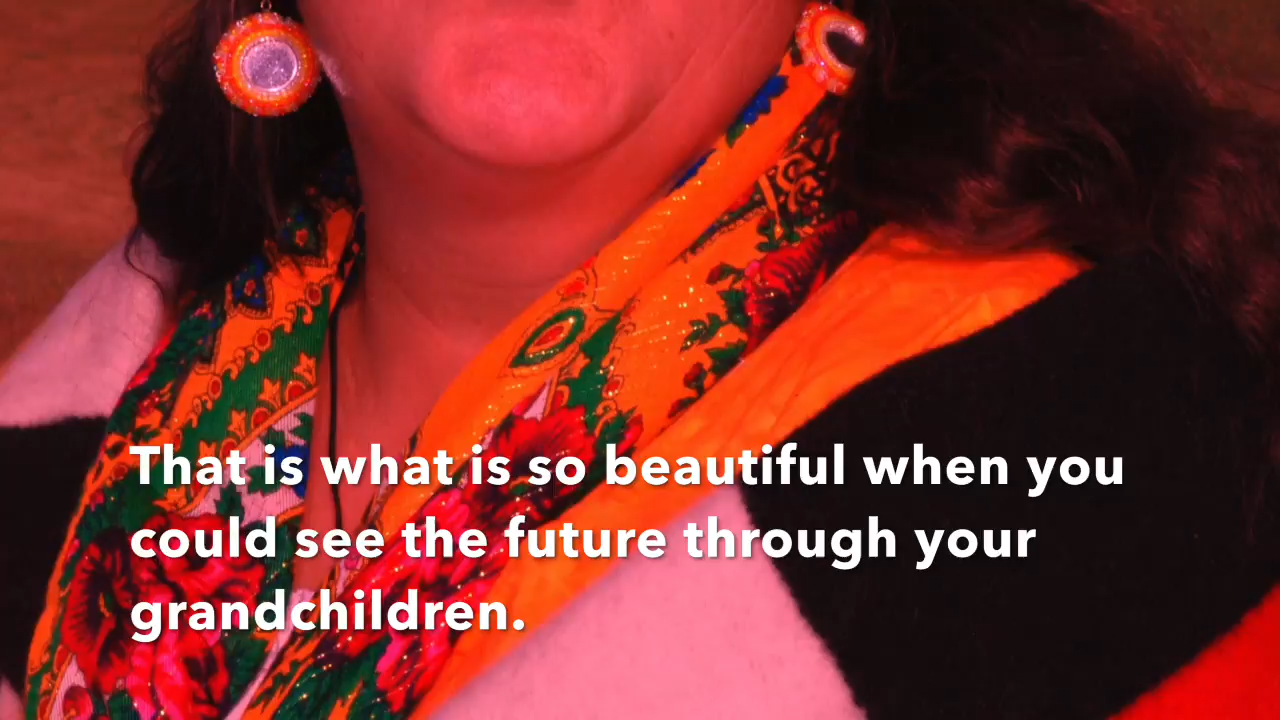 That is what is so beautiful when you
could see the future through your
grandchildren.